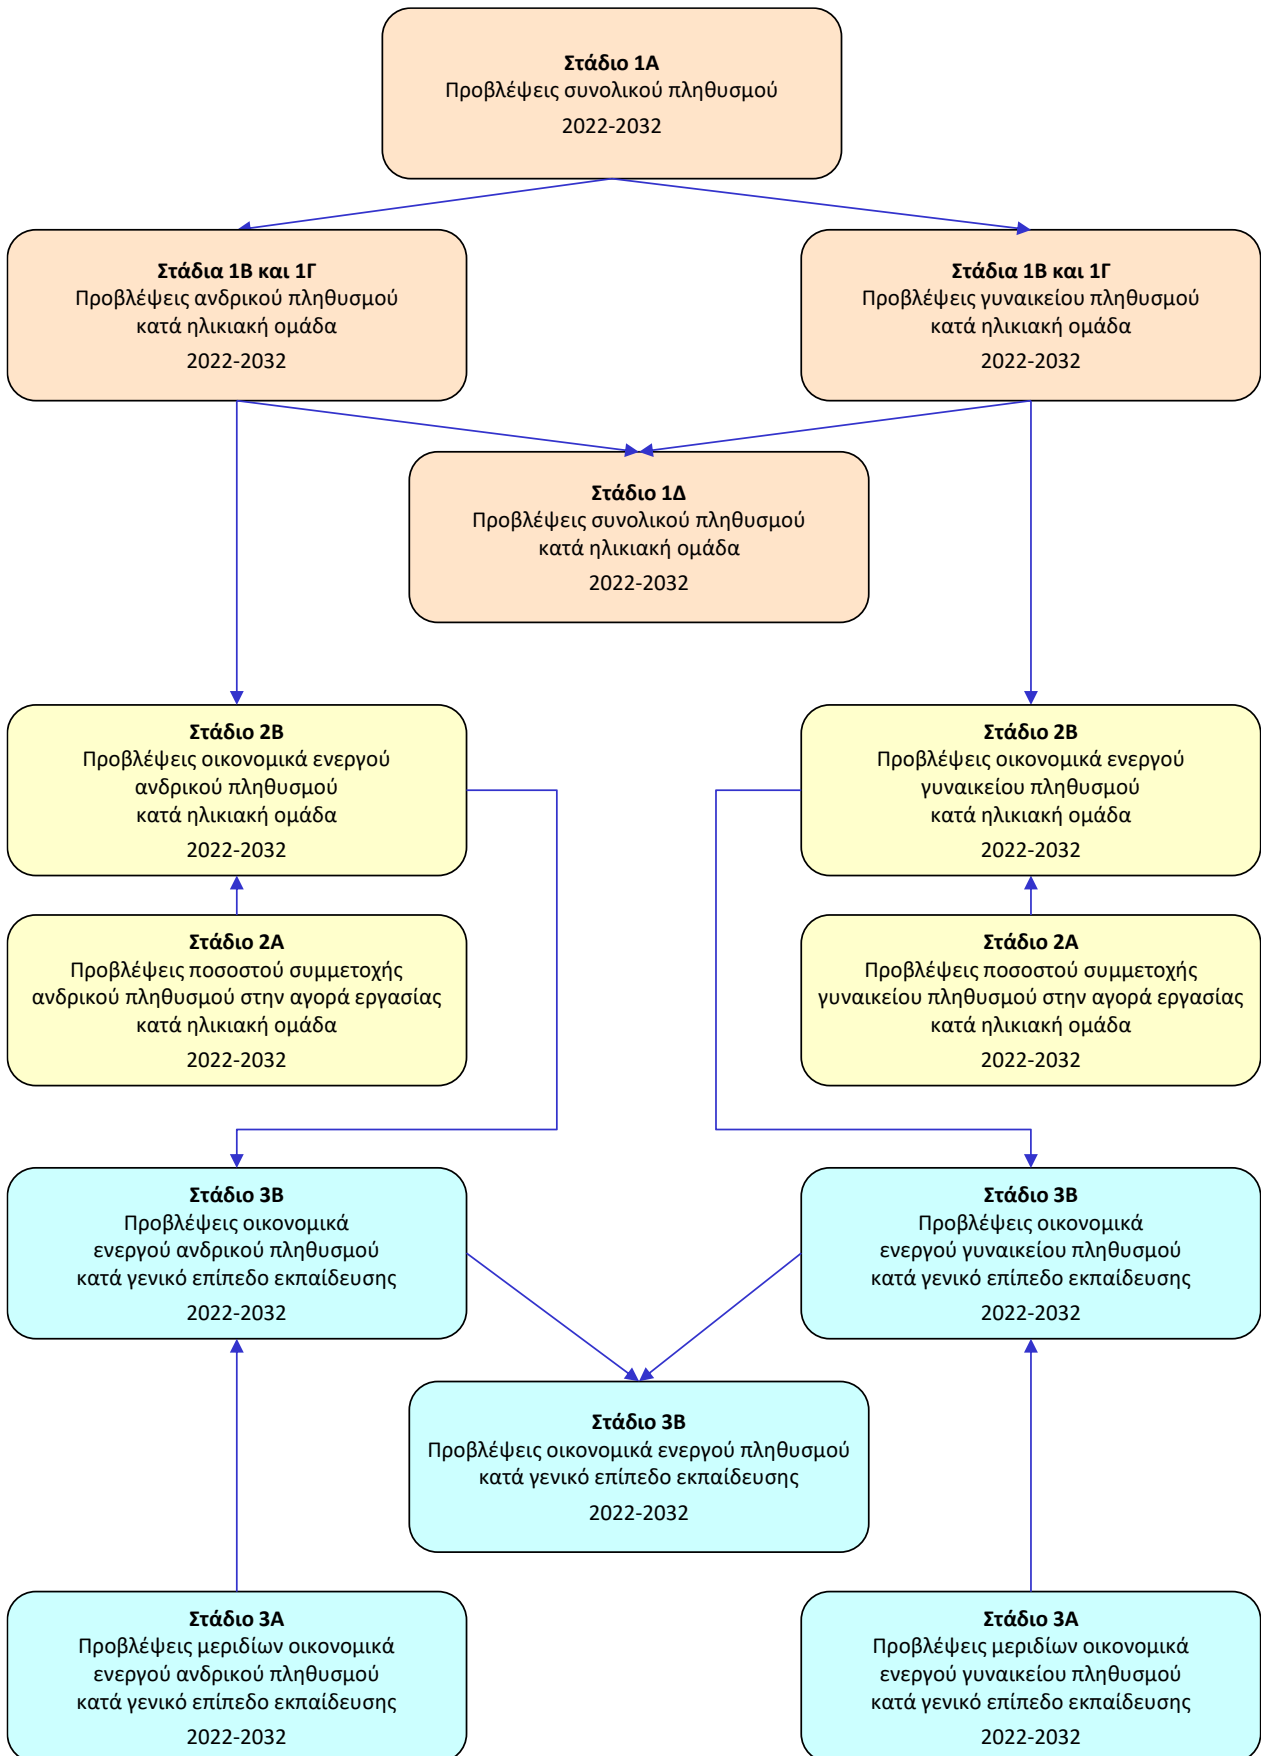 Στάδιο 1Α
Προβλέψεις συνολικού πληθυσμού
2022-2032
Στάδια 1Β και 1Γ
Προβλέψεις ανδρικού πληθυσμού
κατά ηλικιακή ομάδα
2022-2032
Στάδια 1Β και 1Γ
Προβλέψεις γυναικείου πληθυσμού
κατά ηλικιακή ομάδα
2022-2032
Στάδιο 1Δ
Προβλέψεις συνολικού πληθυσμού
κατά ηλικιακή ομάδα
2022-2032
Στάδιο 2Β
Προβλέψεις οικονομικά ενεργού
ανδρικού πληθυσμού
κατά ηλικιακή ομάδα
2022-2032
Στάδιο 2Β
Προβλέψεις οικονομικά ενεργού
γυναικείου πληθυσμού
κατά ηλικιακή ομάδα
2022-2032
Στάδιο 2Α
Προβλέψεις ποσοστού συμμετοχής
ανδρικού πληθυσμού στην αγορά εργασίας
κατά ηλικιακή ομάδα
2022-2032
Στάδιο 2Α
Προβλέψεις ποσοστού συμμετοχής
γυναικείου πληθυσμού στην αγορά εργασίας
κατά ηλικιακή ομάδα
2022-2032
Στάδιο 3Β
Προβλέψεις οικονομικά
ενεργού ανδρικού πληθυσμού
κατά γενικό επίπεδο εκπαίδευσης
2022-2032
Στάδιο 3Β
Προβλέψεις οικονομικά
ενεργού γυναικείου πληθυσμού
κατά γενικό επίπεδο εκπαίδευσης
2022-2032
Στάδιο 3Β
Προβλέψεις οικονομικά ενεργού πληθυσμού
κατά γενικό επίπεδο εκπαίδευσης
2022-2032
Στάδιο 3Α
Προβλέψεις μεριδίων οικονομικά
ενεργού ανδρικού πληθυσμού
κατά γενικό επίπεδο εκπαίδευσης
2022-2032
Στάδιο 3Α
Προβλέψεις μεριδίων οικονομικά
ενεργού γυναικείου πληθυσμού
κατά γενικό επίπεδο εκπαίδευσης
2022-2032